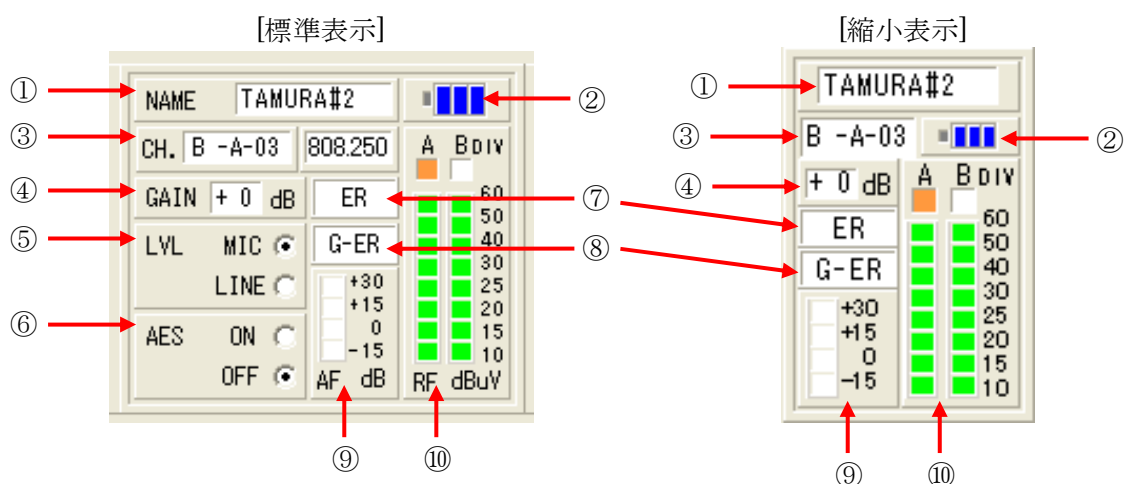 [標準表示]
① NAME TAMURA#2 ②
③ CH. B -A-03 808.250 A B DIV
④ GAIN + 0 dB ER ⑦ 60
50
⑤ LVL MIC G-ER ⑧ 40
30
LINE +30 25
+15 20
⑥ AES ON 0 15
-15 10
OFF AF dB RF dBuV
⑨ ⑩
[縮小表示]
① TAMURA#2
③ B -A-03 ②
④ + 0 dB A B DIV
60
ER 50
G-ER 40
30
+30 25
+15 20
0 15
-15 10
⑨ ⑩